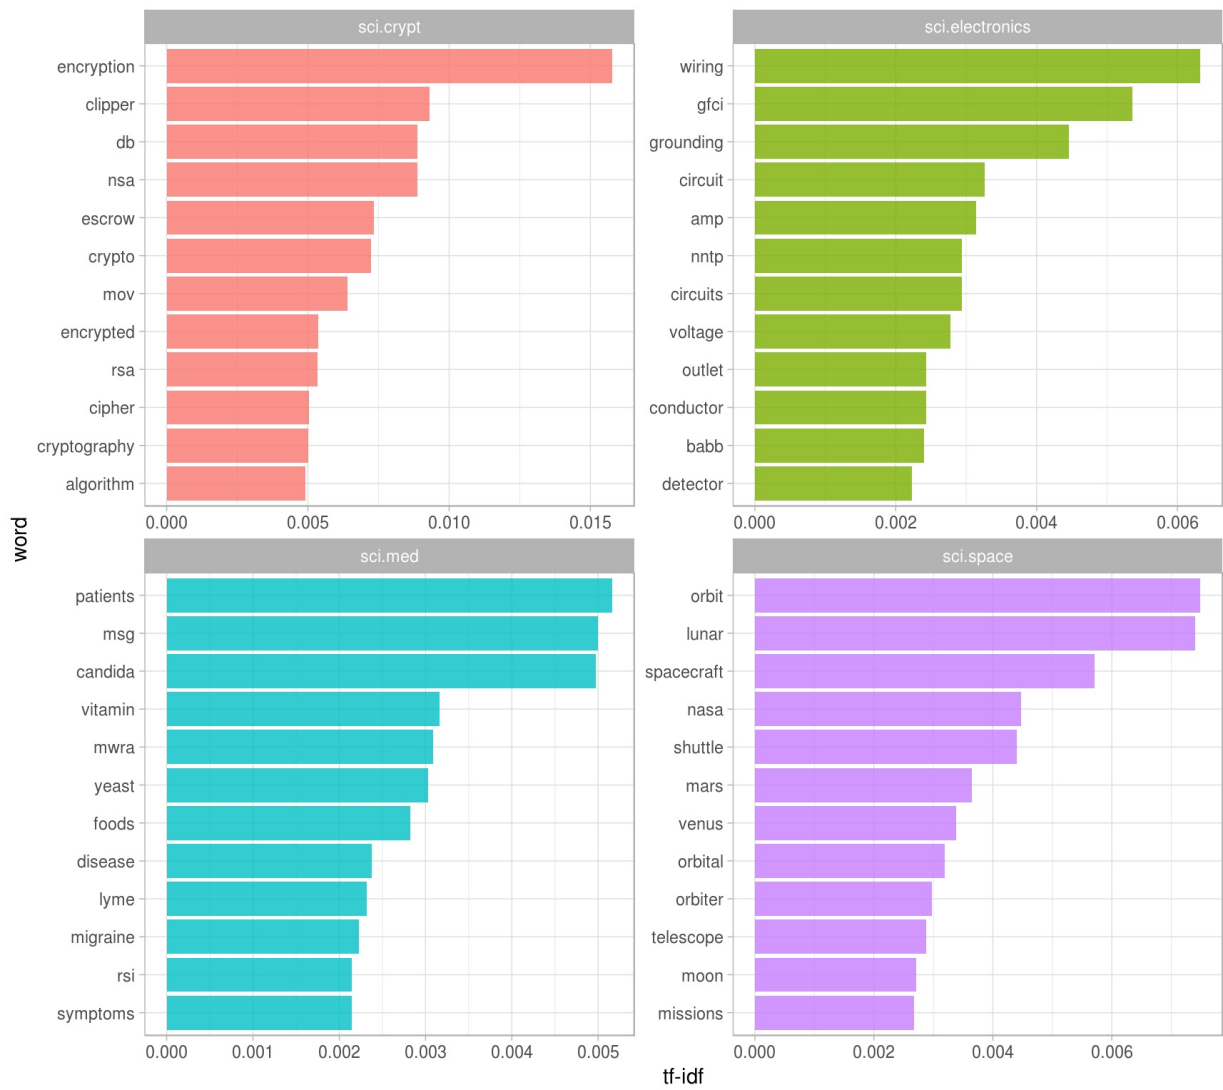 sci.crypt
encryption
clipper
db
nsa
escrow
crypto
mov
encrypted
rsa
cipher
cryptography
algorithm
0.000 0.005 0.010 0.015
sci.electronics
wiring
gfci
grounding
circuit
amp
nntp
circuits
voltage
outlet
conductor
babb
detector
0.000 0.002 0.004 0.006
word
sci.med
patients
msg
candida
vitamin
mwra
yeast
foods
disease
lyme
migraine
rsi
symptoms
0.000 0.001 0.002 0.003 0.004 0.005
sci.space
orbit
lunar
spacecraft
nasa
shuttle
mars
venus
orbital
orbiter
telescope
moon
missions
0.000 0.002 0.004 0.006
tf-idf